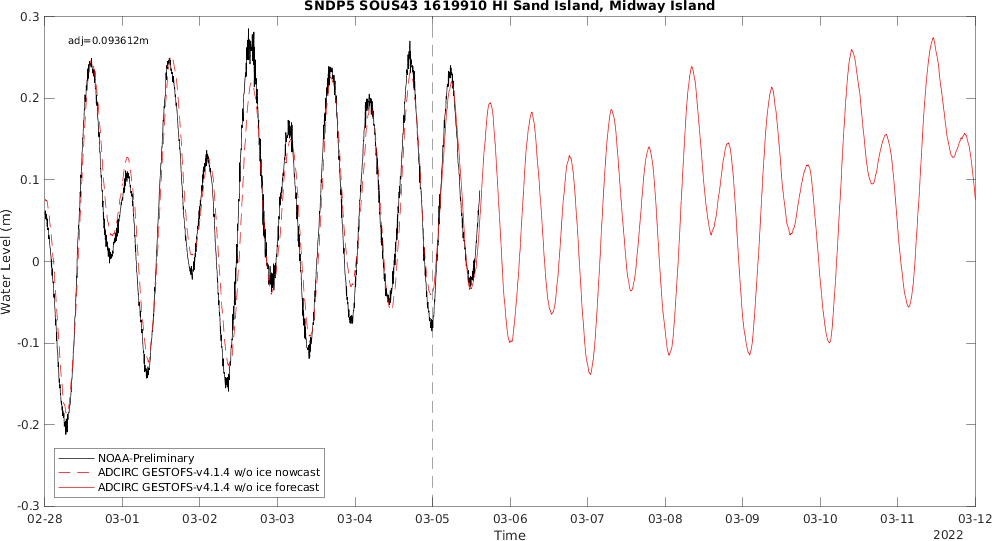 SNDP5 SOUS43 1619910 HI Sand Island, Midway Island
adj=0.093612m
0.3
0.2
0.1
0
-0.1
-0.2
-0.3
Water Level (m)
NOAA-Preliminary
ADCIRC GESTOFS-v4.1.4 w/o ice nowcast
ADCIRC GESTOFS-v4.1.4 w/o ice forecast
02-28 03-01 03-02 03-03 03-04 03-05 03-06 03-07 03-08 03-09 03-10 03-11 03-12
Time
2022